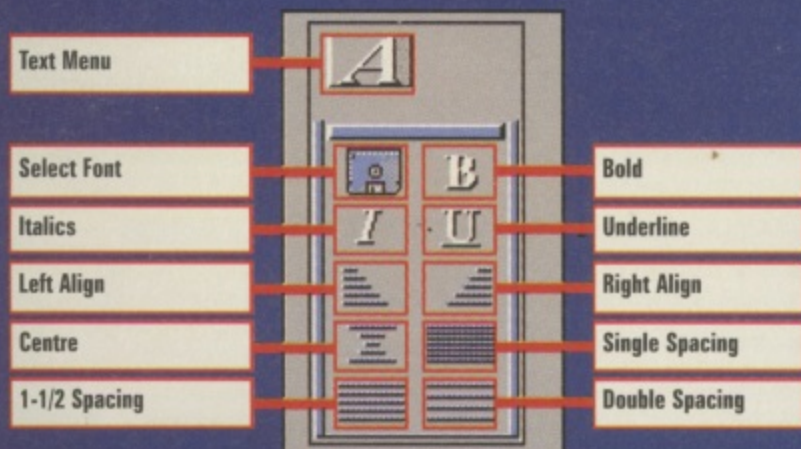 Text Menu
A
Select Font
B
Bold
Italics
I
U
Underline
Left Align
Right Align
Centre
Single Spacing
1-1/2 Spacing
Double Spacing